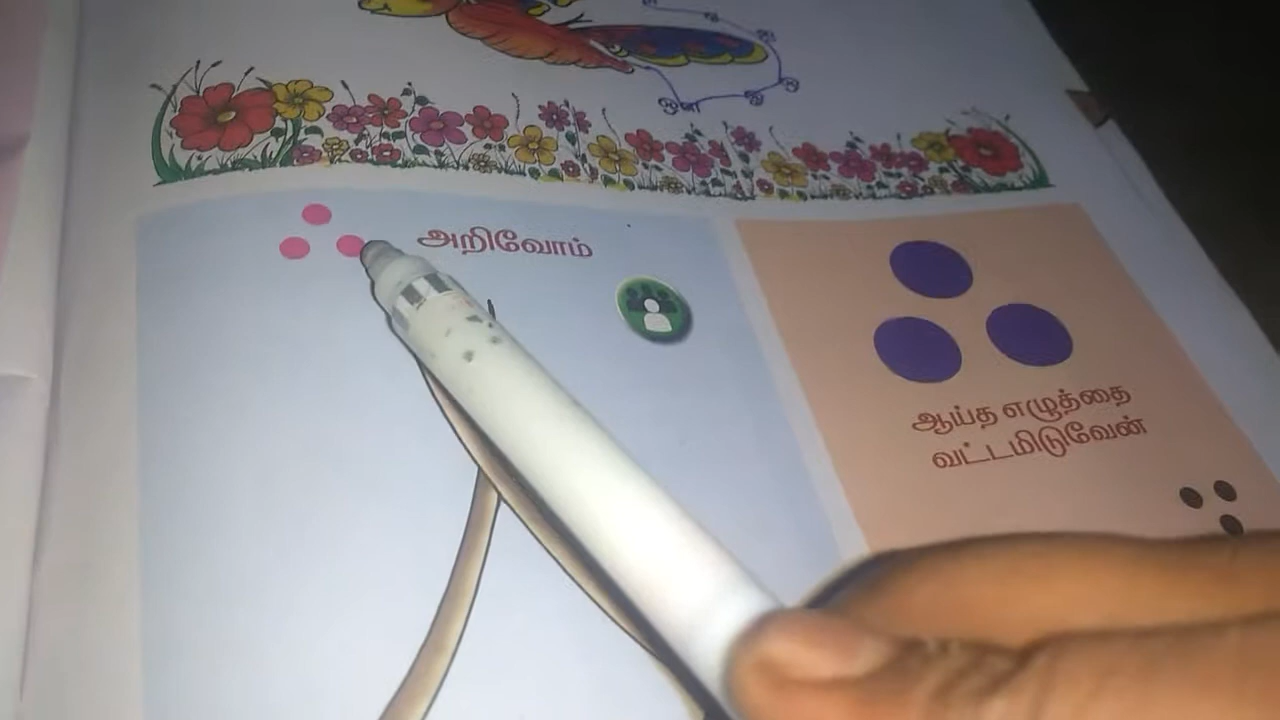 ஃ அறிவோம்
ஃ
ஆய்த எழுத்தை
வட்டமிடுவேன்